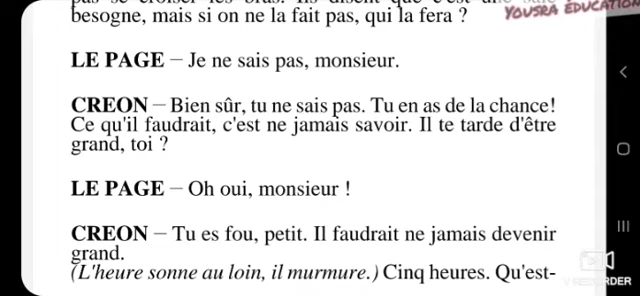 besogne, mais si on ne la fait pas, qui la fera ?
YOUSRA EDUCATION
LE PAGE – Je ne sais pas, monsieur.
CREON – Bien sûr, tu ne sais pas. Tu en as de la chance!
Ce qu'il faudrait, c'est ne jamais savoir. Il te tarde d'être
grand, toi ?
LE PAGE – Oh oui, monsieur !
CREON – Tu es fou, petit. Il faudrait ne jamais devenir
grand.
(L'heure sonne au loin, il murmure.) Cinq heures. Qu'est-